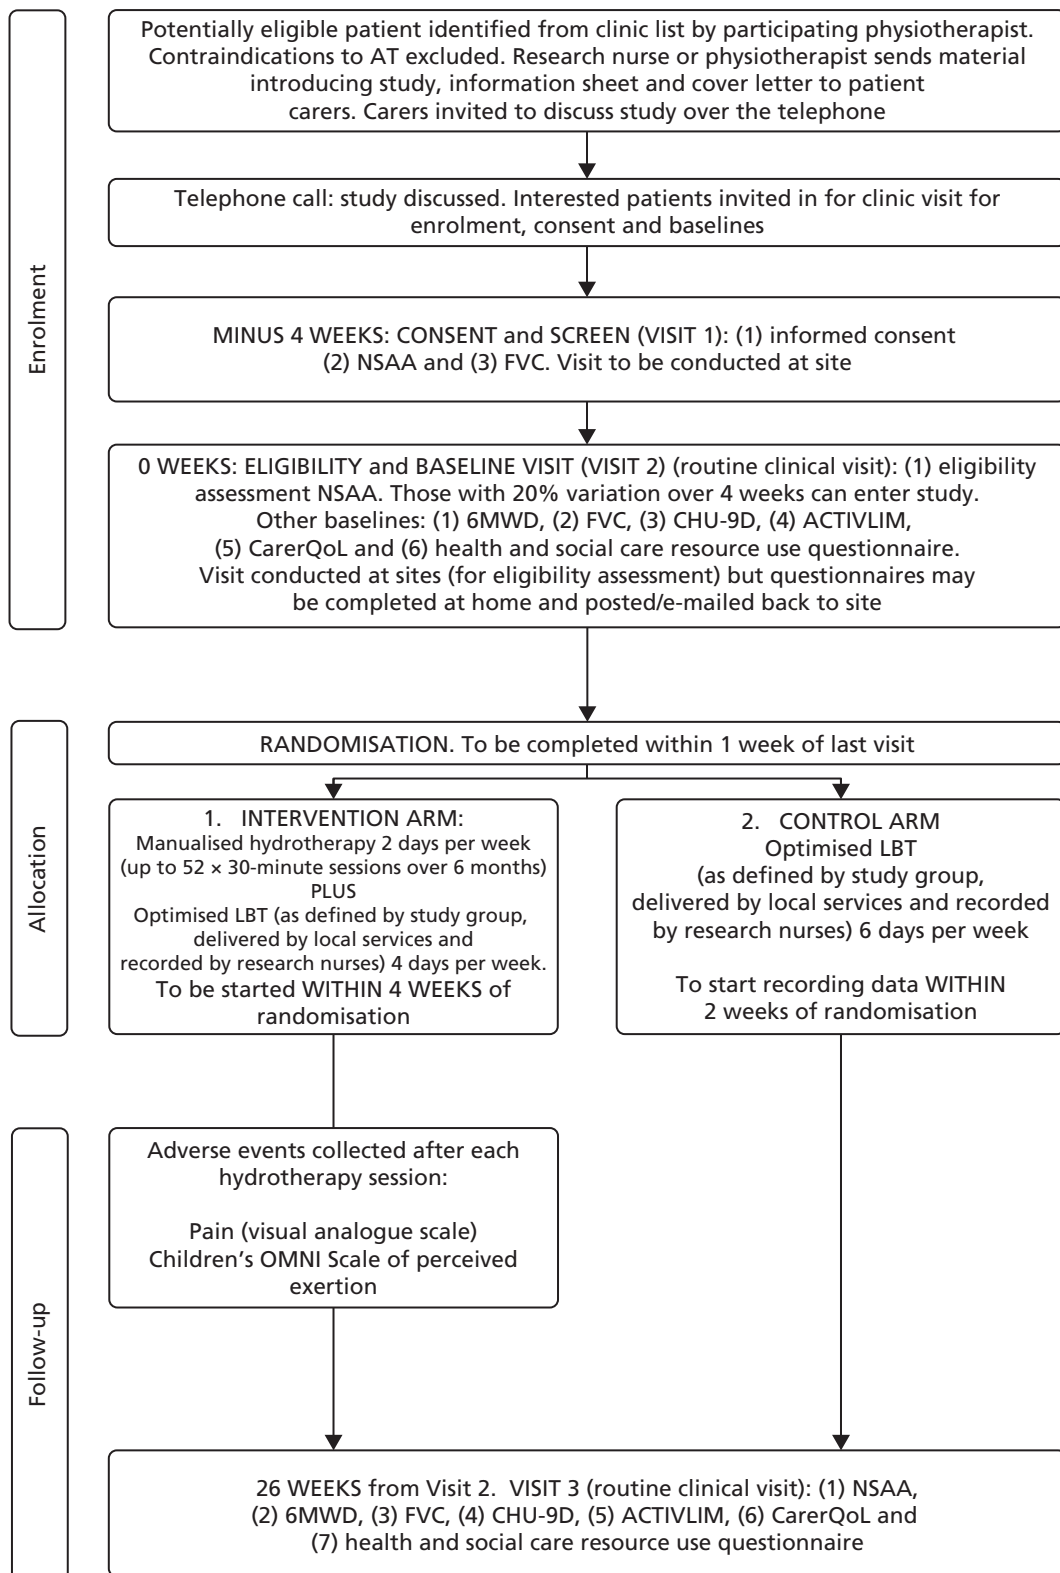 Enrolment
Potentially eligible patient identified from clinic list by participating physiotherapist.
Contraindications to AT excluded. Research nurse or physiotherapist sends material
introducing study, information sheet and cover letter to patient
carers. Carers invited to discuss study over the telephone
Telephone call: study discussed. Interested patients invited in for clinic visit for
enrolment, consent and baselines
MINUS 4 WEEKS: CONSENT and SCREEN (VISIT 1): (1) informed consent
(2) NSAA and (3) FVC. Visit to be conducted at site
0 WEEKS: ELIGIBILITY and BASELINE VISIT (VISIT 2) (routine clinical visit): (1) eligibility
assessment NSAA. Those with 20% variation over 4 weeks can enter study.
Other baselines: (1) 6MWD, (2) FVC, (3) CHU-9D, (4) ACTIVLIM,
(5) CarerQoL and (6) health and social care resource use questionnaire.
Visit conducted at sites (for eligibility assessment) but questionnaires may
be completed at home and posted/e-mailed back to site
Allocation
RANDOMISATION. To be completed within 1 week of last visit
1. INTERVENTION ARM:
Manualised hydrotherapy 2 days per week
(up to 52 × 30-minute sessions over 6 months)
PLUS
Optimised LBT (as defined by study group,
delivered by local services and
recorded by research nurses) 4 days per week.
To be started WITHIN 4 WEEKS of
randomisation
2. CONTROL ARM
Optimised LBT
(as defined by study group,
delivered by local services and recorded
by research nurses) 6 days per week
To start recording data WITHIN
2 weeks of randomisation
Follow-up
Adverse events collected after each
hydrotherapy session:
Pain (visual analogue scale)
Children's OMNI Scale of perceived
exertion
26 WEEKS from Visit 2. VISIT 3 (routine clinical visit): (1) NSAA,
(2) 6MWD, (3) FVC, (4) CHU-9D, (5) ACTIVLIM, (6) CarerQoL and
(7) health and social care resource use questionnaire